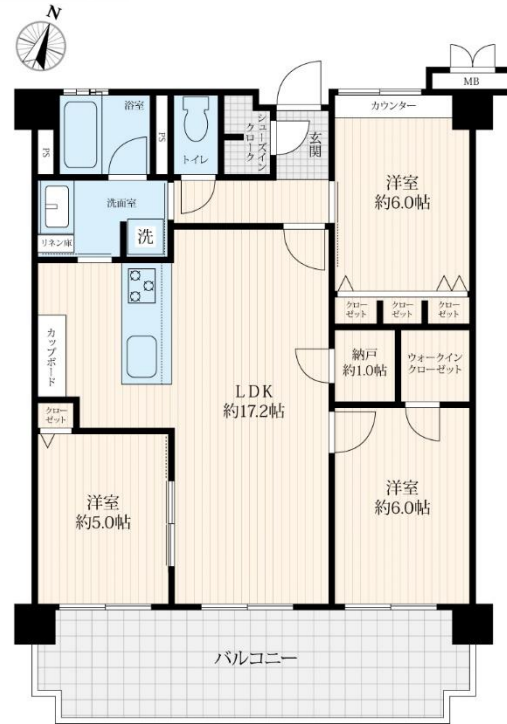 N
MB
浴室
PS
PS
トイレ
シューズイン
クローク
玄関
カウンター
洋室
約6.0帖
洗面室
リネン庫
洗
クロー
ゼット
クロー
ゼット
クロー
ゼット
カップボード
LDK
約17.2帖
納戸
約1.0帖
ウォークイン
クローゼット
クロー
ゼット
洋室
約5.0帖
洋室
約6.0帖
バルコニー